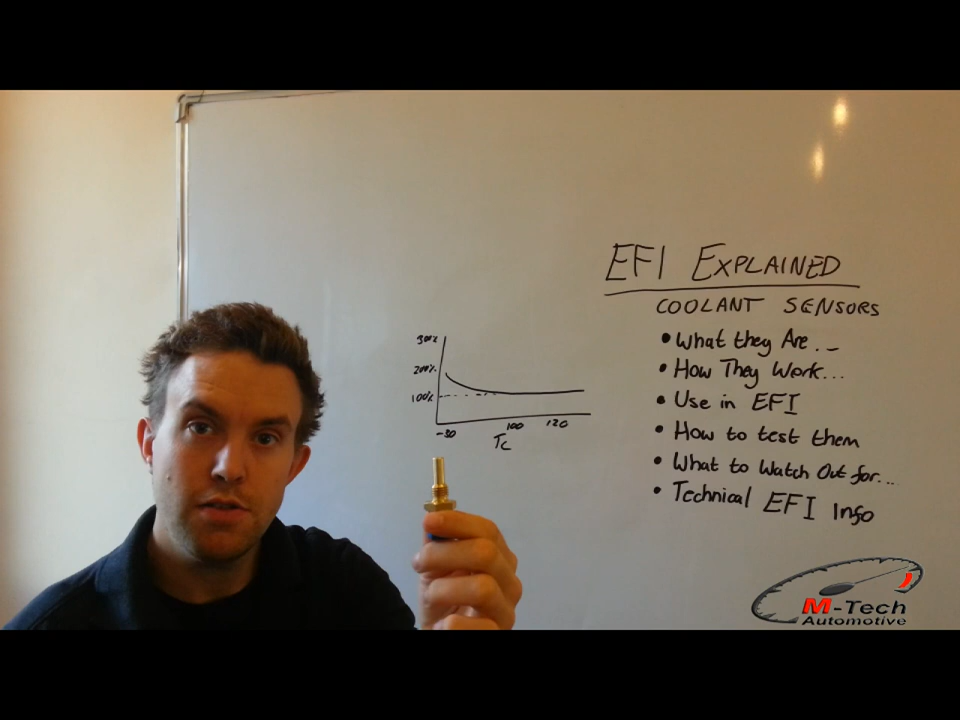 EFI EXPLAINED
COOLANT SENSORS
• What they Are...
• How They Work...
• Use in EFI
• How to test them
• What to Watch Out for...
• Technical EFI Info
300%
200%
100%
-30 100 120
Tc
M-Tech
Automotive